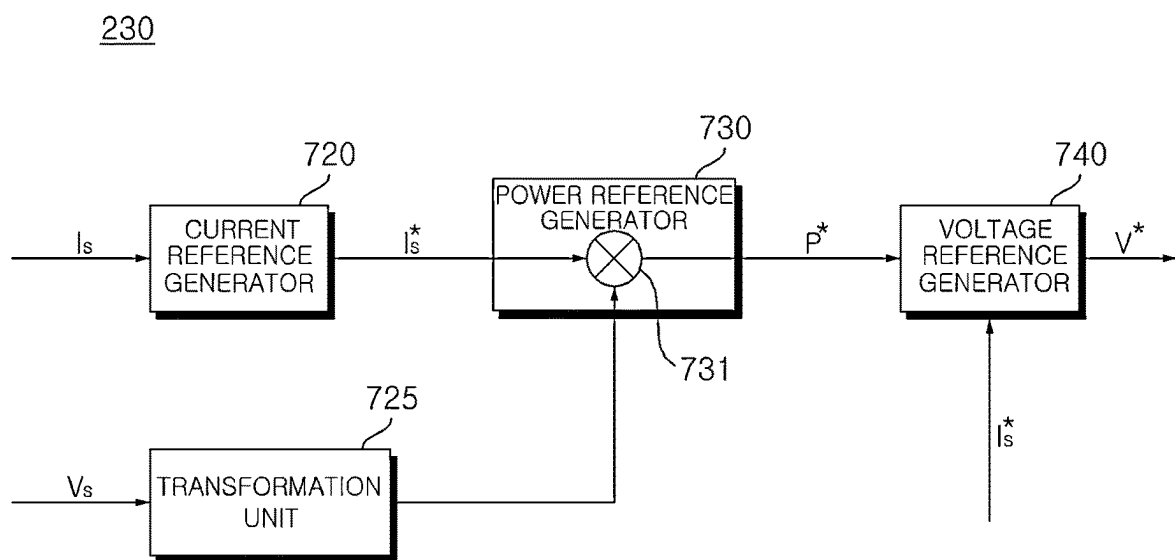 230
720
730
740
CURRENT
REFERENCE
GENERATOR
POWER REFERENCE
GENERATOR
VOLTAGE
REFERENCE
GENERATOR
Is
Is*
P*
V*
731
725
Is*
Vs
TRANSFORMATION
UNIT